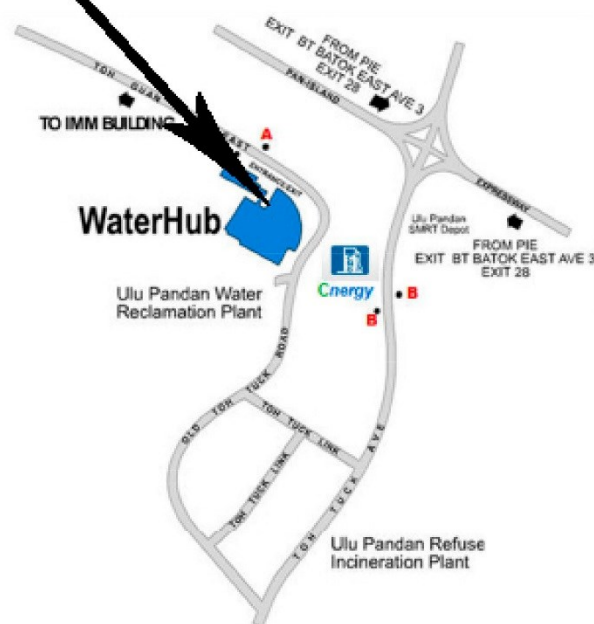 FROM PIE
EXIT BT BATOK EAST AVE 3
EXIT 28
PAN-ISLAND
EXPRESSWAY
TOH GUAN
EAST
TO IMM BUILDING
A
ENTRANCE/EXIT
WaterHub
Ulu Pandan
SMRT Depot
FROM PIE
EXIT BT BATOK EAST AVE 3
EXIT 28
Cnergy
B
B
Ulu Pandan Water
Reclamation Plant
OLD TOH TUCK ROAD
TOH TUCK LINK
TOH TUCK LINK
TOH TUCK AVE
Ulu Pandan Refuse
Incineration Plant